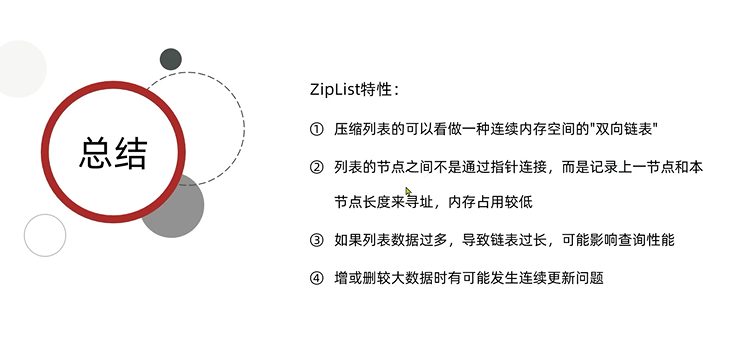 总结
ZipList特性：
① 压缩列表的可以看做一种连续内存空间的"双向链表"
② 列表的节点之间不是通过指针连接，而是记录上一节点和本
节点长度来寻址，内存占用较低
③ 如果列表数据过多，导致链表过长，可能影响查询性能
④ 增或删较大数据时有可能发生连续更新问题